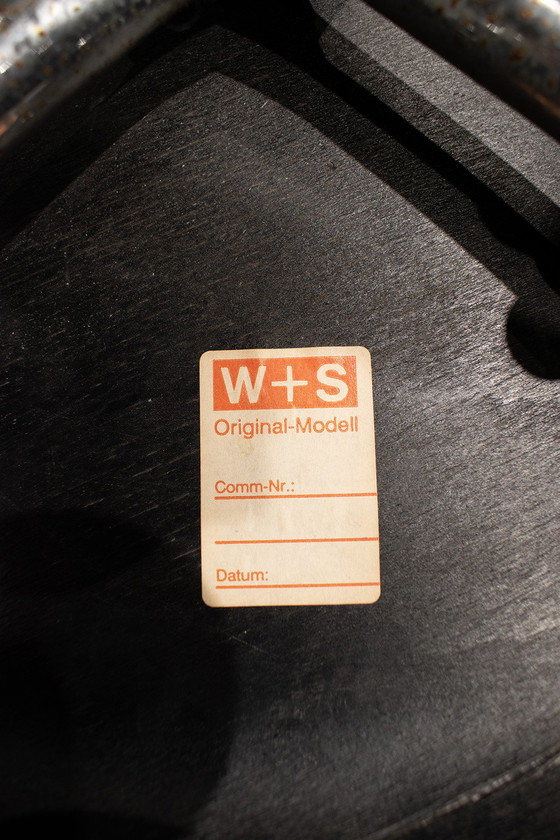 W+S
Original-Modell
Comm-Nr.:
Datum: